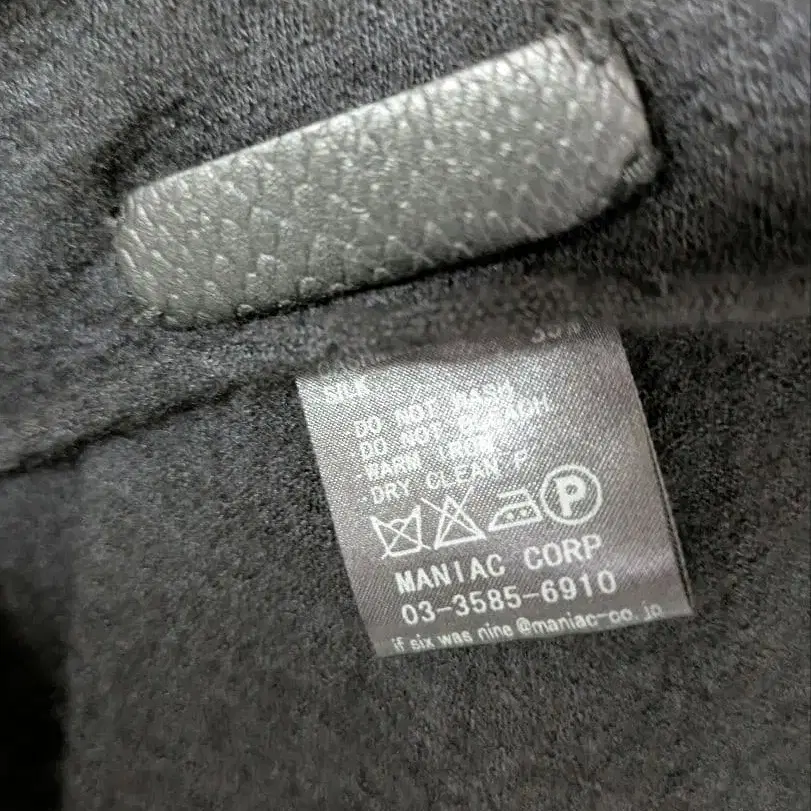 SILK
DO NOT WASH
DO NOT BLEACH
WARM IRON
DRY CLEAN P
P
MANIAC CORP
03-3585-6910
if six was nine @maniac-co.jp